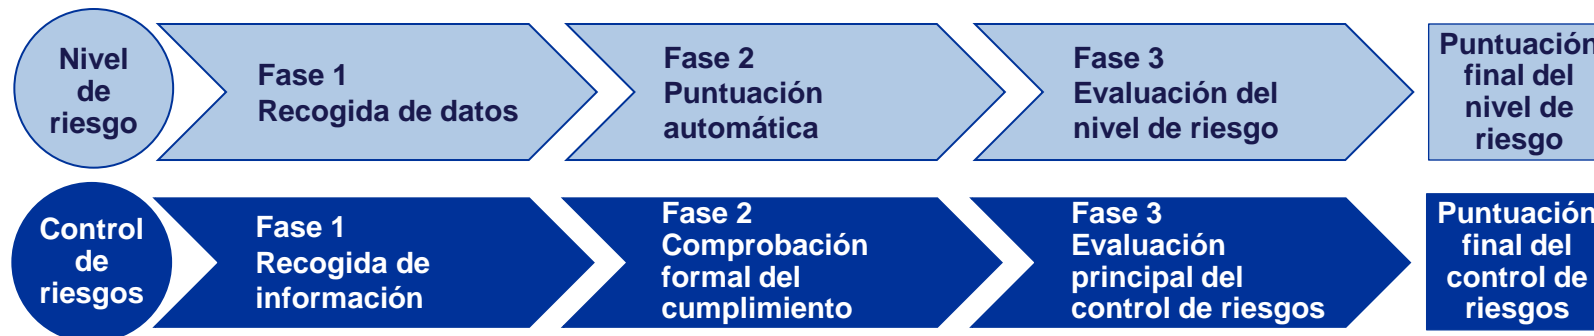 Nivel
de
riesgo
Fase 1
Recogida de datos
Fase 2
Puntuación
automática
Fase 3
Evaluación del
nivel de riesgo
Puntuación
final del
nivel de
riesgo
Control
de
riesgos
Fase 1
Recogida de
información
Fase 2
Comprobación
formal del
cumplimiento
Fase 3
Evaluación
principal del
control de riesgos
Puntuación
final del
control de
riesgos